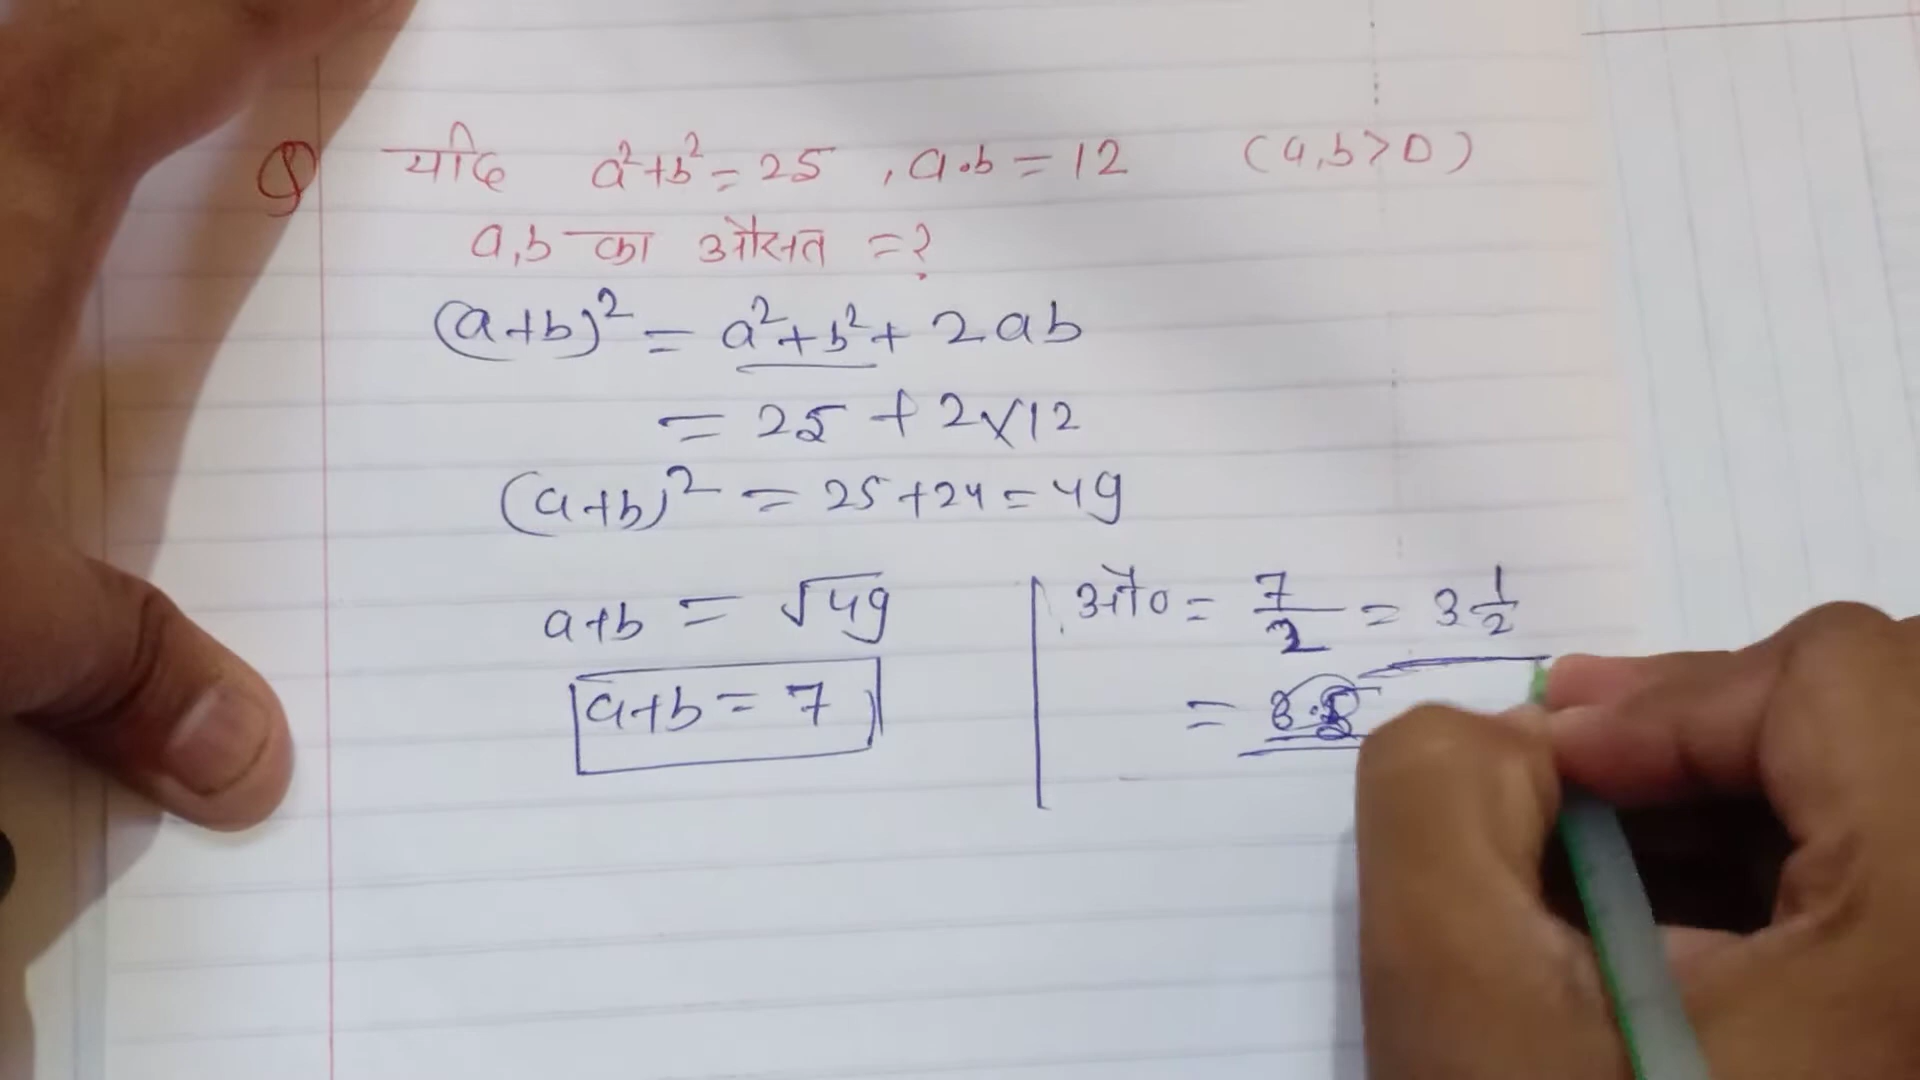 Q यदि a²+b²=25 , a·b=12 (a,b>0)
a,b का औसत =?
(a+b)² = a²+b²+ 2ab
= 25 + 2×12
(a+b)² = 25+24=49
a+b = √49
a+b = 7
औ० = 7/2 = 3 1/2
= 3.5